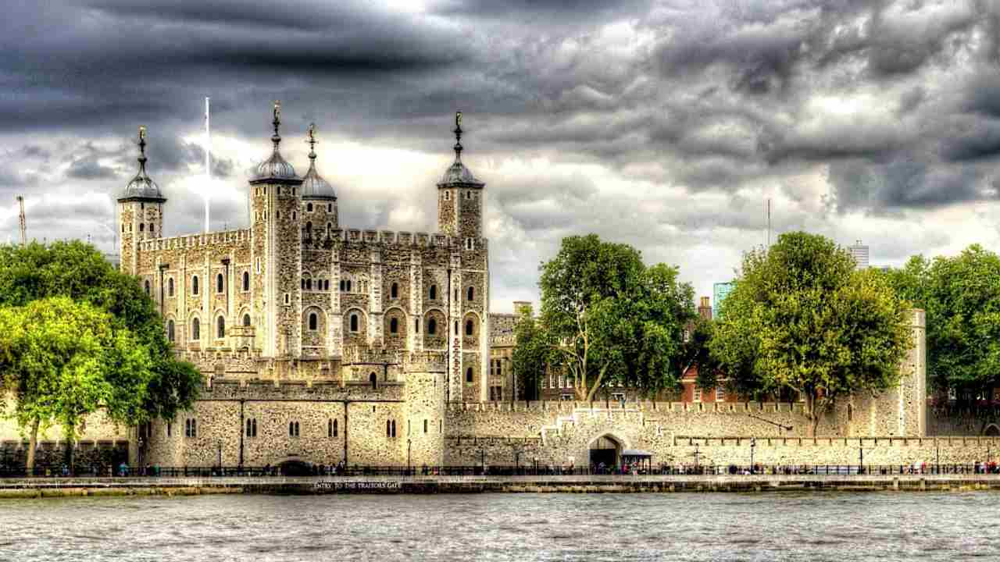 ENTRY TO THE TRAITORS GATE